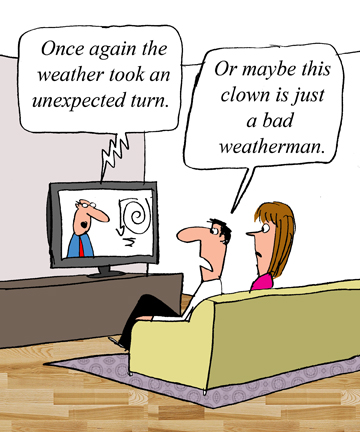 Once again the
weather took an
unexpected turn.
Or maybe this
clown is just
a bad
weatherman.